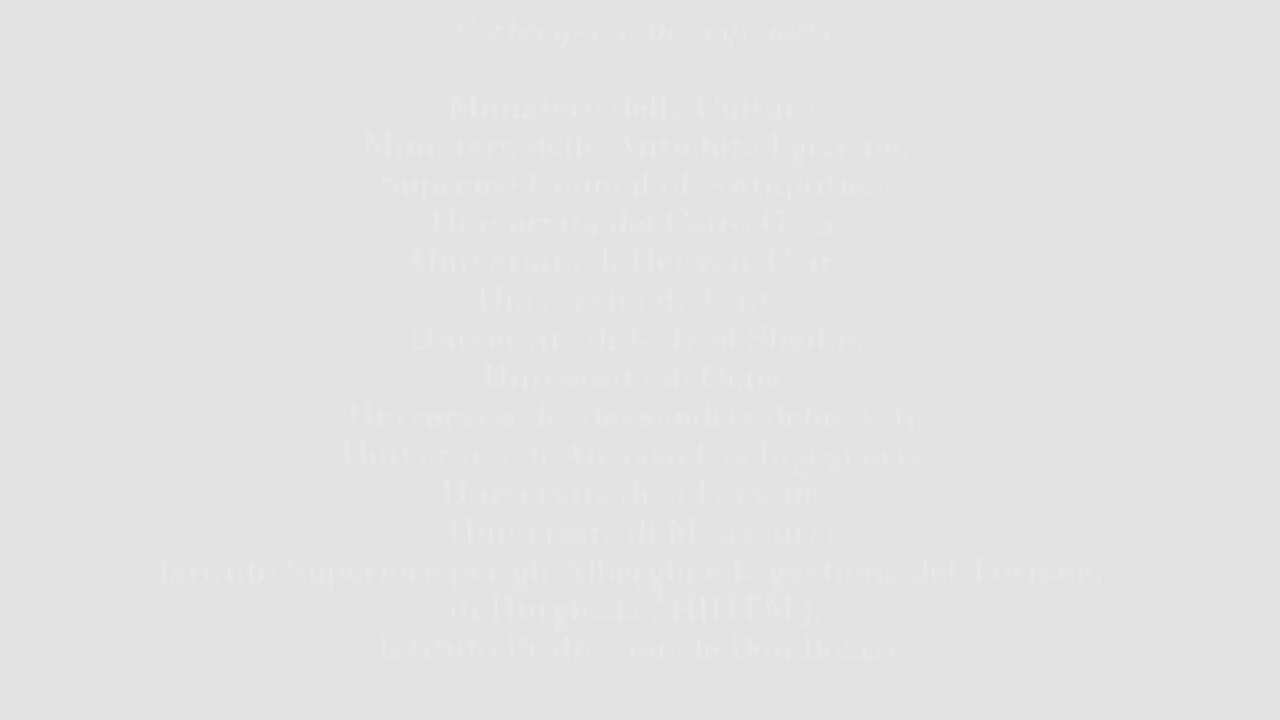 Partecipazione egiziana
Ministero della Cultura
Ministero delle Antichità Egiziane:
Supreme Council of Antiquities
Università del Cairo Giza
Università di Helwan Cairo;
Università di Tanta
Università di Kafr el Sheikh
Università di Qena
Università di Alessandria Belle Arti
Università di Alessandria Ingegneria
Università di el Fayyum
Università di Mansoura
Istituto Superiore per gli Alberghi e la gestione del Turismo
di Hurghada (HIHTM)
Istituto Professionale Don Bosco